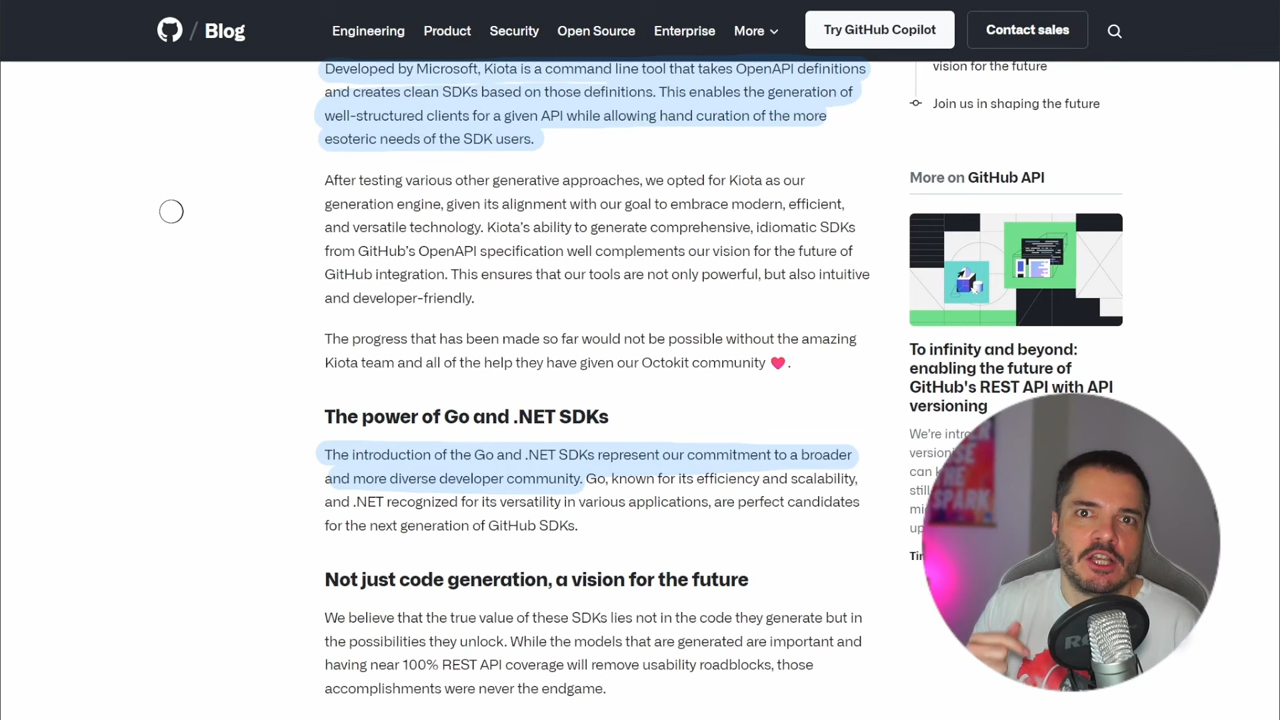 / Blog
Engineering Product Security Open Source Enterprise More
Try GitHub Copilot
Contact sales
Developed by Microsoft, Kiota is a command line tool that takes OpenAPI definitions
and creates clean SDKs based on those definitions. This enables the generation of
well-structured clients for a given API while allowing hand curation of the more
esoteric needs of the SDK users.
After testing various other generative approaches, we opted for Kiota as our
generation engine, given its alignment with our goal to embrace modern, efficient,
and versatile technology. Kiota's ability to generate comprehensive, idiomatic SDKs
from GitHub's OpenAPI specification well complements our vision for the future of
GitHub integration. This ensures that our tools are not only powerful, but also intuitive
and developer-friendly.
The progress that has been made so far would not be possible without the amazing
Kiota team and all of the help they have given our Octokit community ❤️.
The power of Go and .NET SDKs
The introduction of the Go and .NET SDKs represent our commitment to a broader
and more diverse developer community. Go, known for its efficiency and scalability,
and .NET recognized for its versatility in various applications, are perfect candidates
for the next generation of GitHub SDKs.
Not just code generation, a vision for the future
We believe that the true value of these SDKs lies not in the code they generate but in
the possibilities they unlock. While the models that are generated are important and
having near 100% REST API coverage will remove usability roadblocks, those
accomplishments were never the endgame.
vision for the future
Join us in shaping the future
More on GitHub API
To infinity and beyond:
enabling the future of
GitHub's REST API with API
versioning
We're
can
still
SPARK